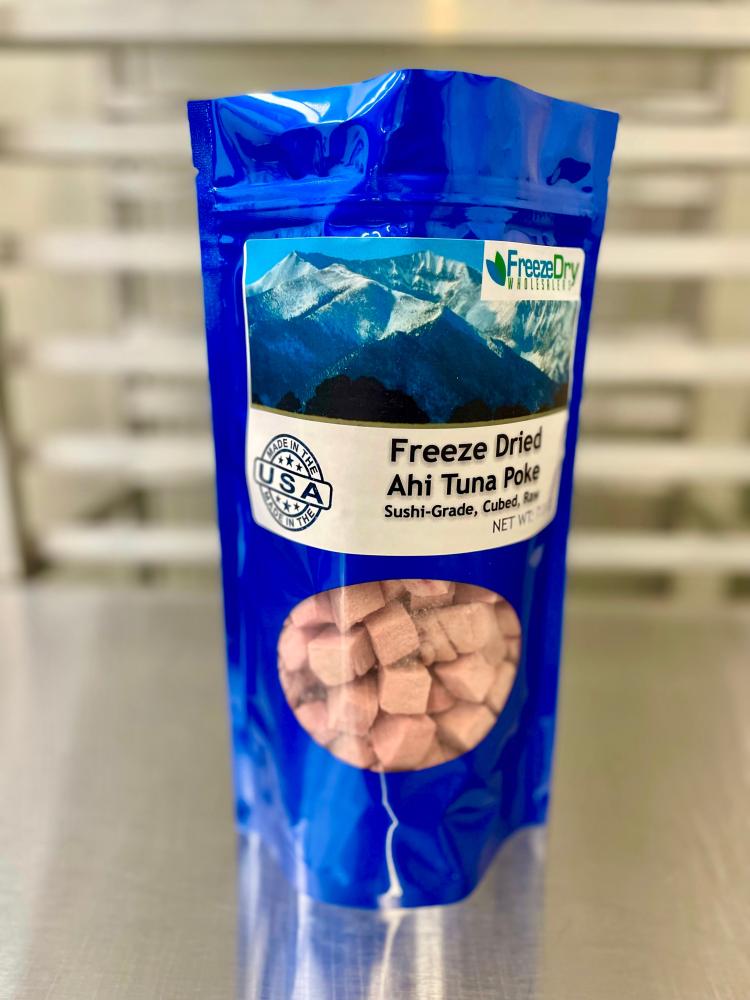 FreezeDry
WHOLESALERS
MADE IN THE
USA
MADE IN THE
Freeze Dried
Ahi Tuna Poke
Sushi-Grade, Cubed, Raw
NET WT: